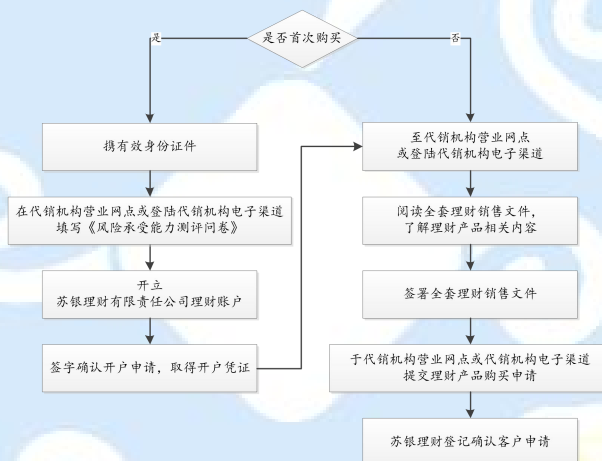 是否首次购买
是
否
携有效身份证件
在代销机构营业网点或登陆代销机构电子渠道
填写《风险承受能力测评问卷》
开立
苏银理财有限责任公司理财账户
签字确认开户申请，取得开户凭证
至代销机构营业网点
或登陆代销机构电子渠道
阅读全套理财销售文件，
了解理财产品相关内容
签署全套理财销售文件
于代销机构营业网点或代销机构电子渠道
提交理财产品购买申请
苏银理财登记确认客户申请